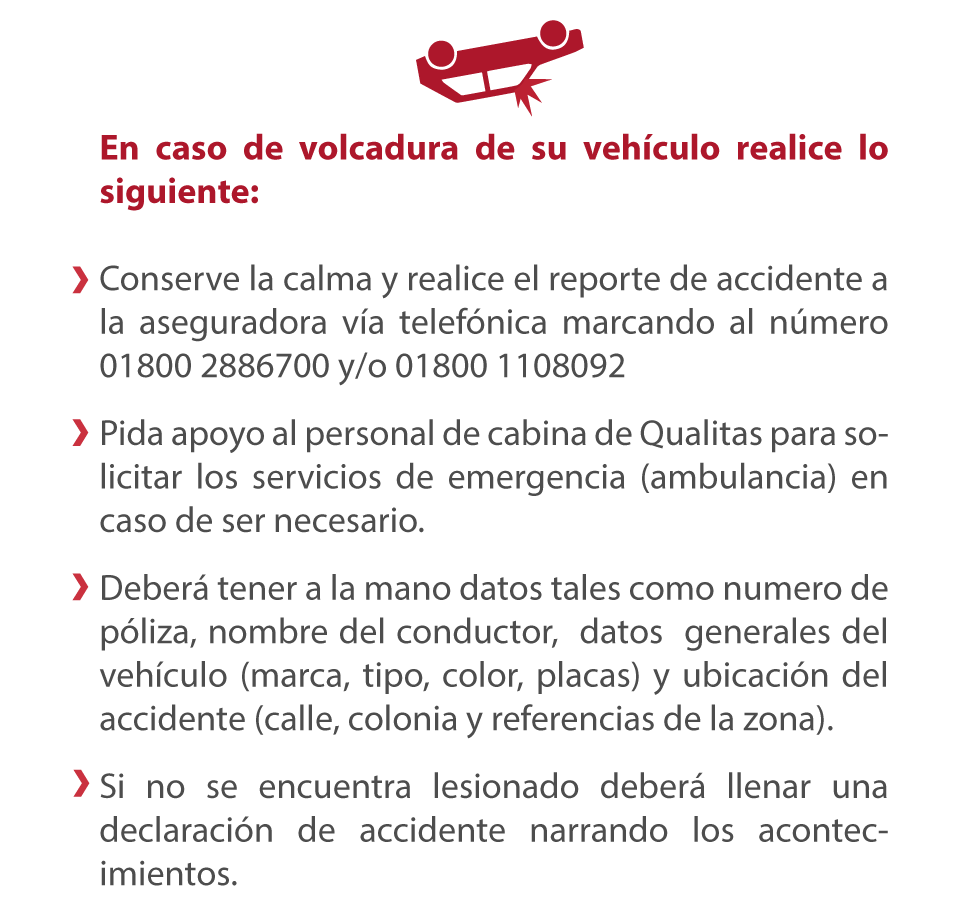 En caso de volcadura de su vehículo realice lo
siguiente:
Conserve la calma y realice el reporte de accidente a
la aseguradora vía telefónica marcando al número
01800 2886700 y/o 01800 1108092
Pida apoyo al personal de cabina de Qualitas para so-
licitar los servicios de emergencia (ambulancia) en
caso de ser necesario.
Deberá tener a la mano datos tales como numero de
póliza, nombre del conductor,  datos  generales del
vehículo (marca, tipo, color, placas) y ubicación del
accidente (calle, colonia y referencias de la zona).
Si no se encuentra lesionado deberá llenar una
declaración de accidente narrando los acontec-
imientos.